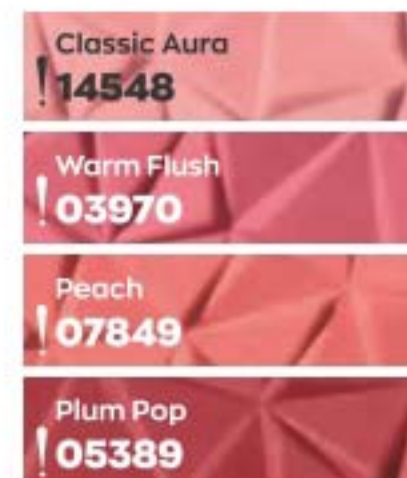 Classic Aura
! 14548
Warm Flush
! 03970
Peach
! 07849
Plum Pop
! 05389